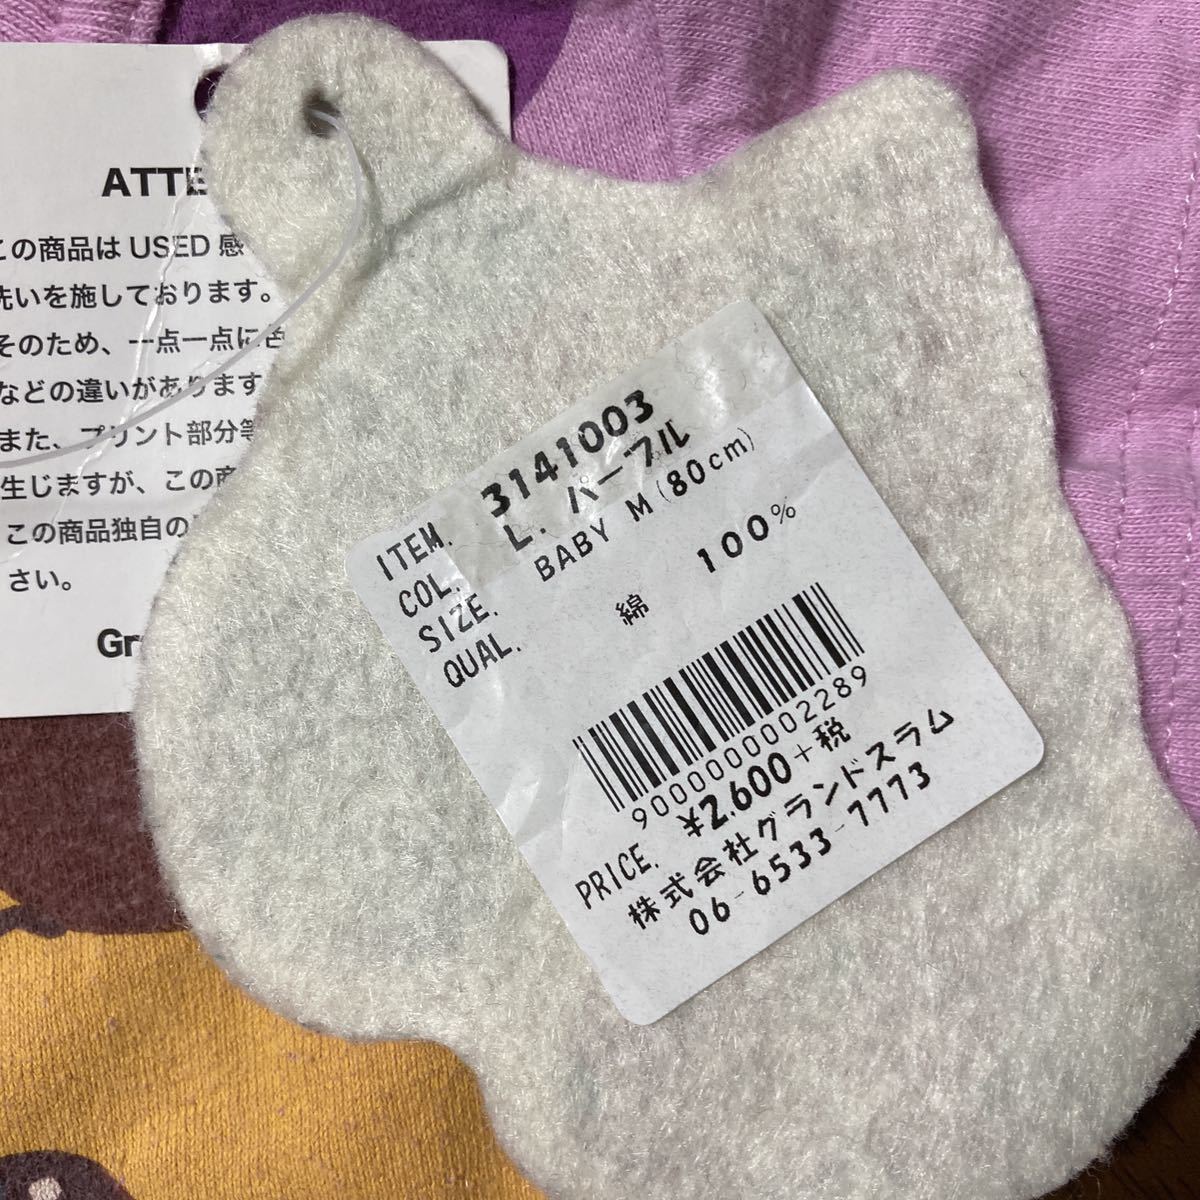 ATTE
この商品は USED 感
洗いを施しております。
そのため、一点一点に色
などの違いがあります
また、プリント部分等
生じますが、この商
この商品独自の
さい。
Gr
ITEM. 3141003
COL. L. パープル
SIZE. BABY M(80cm)
QUAL. 綿 100%
9000000002289
PRICE. ¥2,600+税
株式会社グランドスラム
06-6533-7773